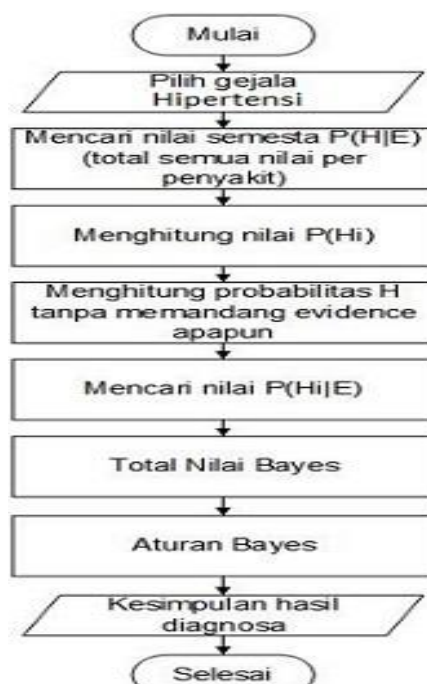 Mulai
Pilih gejala
Hipertensi
Mencari nilai semesta P(H|E)
(total semua nilai per
penyakit)
Menghitung nilai P(Hi)
Menghitung probabilitas H
tanpa memandang evidence
apapun
Mencari nilai P(Hi|E)
Total Nilai Bayes
Aturan Bayes
Kesimpulan hasil
diagnosa
Selesai